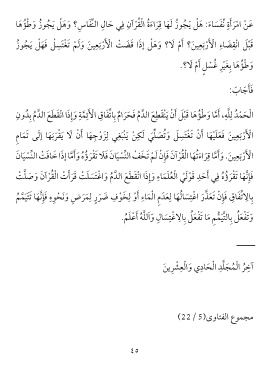 عَنْ امْرَأَةٍ نُفَسَاءَ: هَلْ يَجُوزُ لَهَا قِرَاءَةُ الْقُرْآنِ فِي حَالِ النِّفَاسِ؟ وَهَلْ يَجُوزُ وَطْؤُهَا
قَبْلَ انْقِضَاءِ الْأَرْبَعِينَ؟ أَمْ لَا؟ وَهَلْ إذَا قَضَتْ الْأَرْبَعِينَ وَلَمْ تَغْتَسِلْ فَهَلْ يَجُوزُ
وَطْؤُهَا بِغَيْرِ غُسْلٍ أَمْ لَا؟.
فَأَجَابَ:
الْحَمْدُ لِلَّهِ، أَمَّا وَطْؤُهَا قَبْلَ أَنْ يَنْقَطِعَ الدَّمُ فَحَرَامٌ بِاتِّفَاقِ الْأَئِمَّةِ وَإِذَا انْقَطَعَ الدَّمُ بِدُونِ
الْأَرْبَعِينَ فَعَلَيْهَا أَنْ تَغْتَسِلَ وَتُصَلِّيَ لَكِنْ يَنْبَغِي لِزَوْجِهَا أَنْ لَا يَقْرَبَهَا إلَى تَمَامِ
الْأَرْبَعِينَ. وَأَمَّا قِرَاءَتُهَا الْقُرْآنَ فَإِنْ لَمْ تَخَفْ النِّسْيَانَ فَلَا تَقْرَؤُهُ وَأَمَّا إذَا خَافَتْ النِّسْيَانَ
فَإِنَّهَا تَقْرَؤُهُ فِي أَحَدِ قَوْلَيْ الْعُلَمَاءِ وَإِذَا انْقَطَعَ الدَّمُ وَاغْتَسَلَتْ قَرَأَتْ الْقُرْآنَ وَصَلَّتْ
بِالِاتِّفَاقِ فَإِنْ تَعَذَّرَ اغْتِسَالُهَا لِعَدَمِ الْمَاءِ أَوْ لِخَوْفِ ضَرَرٍ لِمَرَضٍ وَنَحْوِهِ فَإِنَّهَا تَتَيَمَّمُ
وَتَفْعَلُ بِالتَّيَمُّمِ مَا تَفْعَلُ بِالِاغْتِسَالِ وَاَللَّهُ أَعْلَمُ.
آخِرُ الْمُجَلَّدِ الْحَادِي وَالْعِشْرِينَ
مجموع الفتاوى(5 / 22)
٤٥